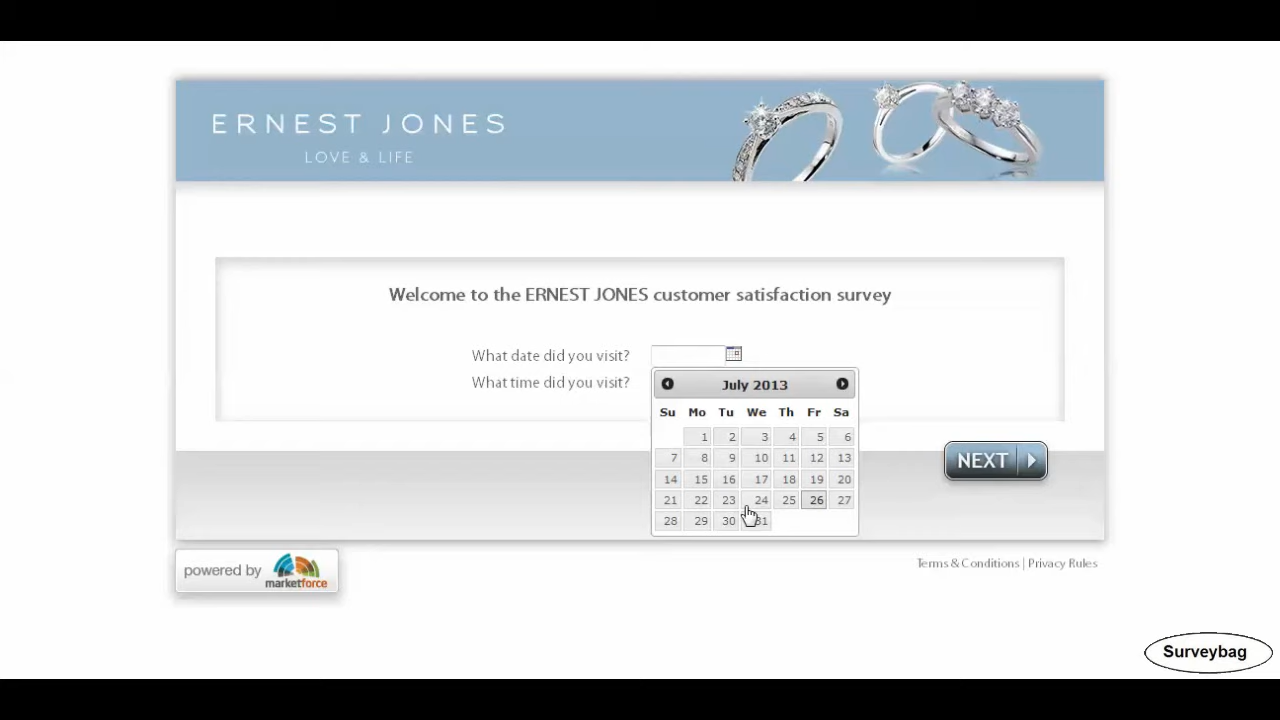 ERNEST JONES
LOVE & LIFE
Welcome to the ERNEST JONES customer satisfaction survey
What date did you visit?
What time did you visit?
July 2013
Su Mo Tu We Th Fr Sa
1 2 3 4 5 6
7 8 9 10 11 12 13
14 15 16 17 18 19 20
21 22 23 24 25 26 27
28 29 30 31
NEXT
powered by marketforce
Terms & Conditions | Privacy Rules
Surveybag